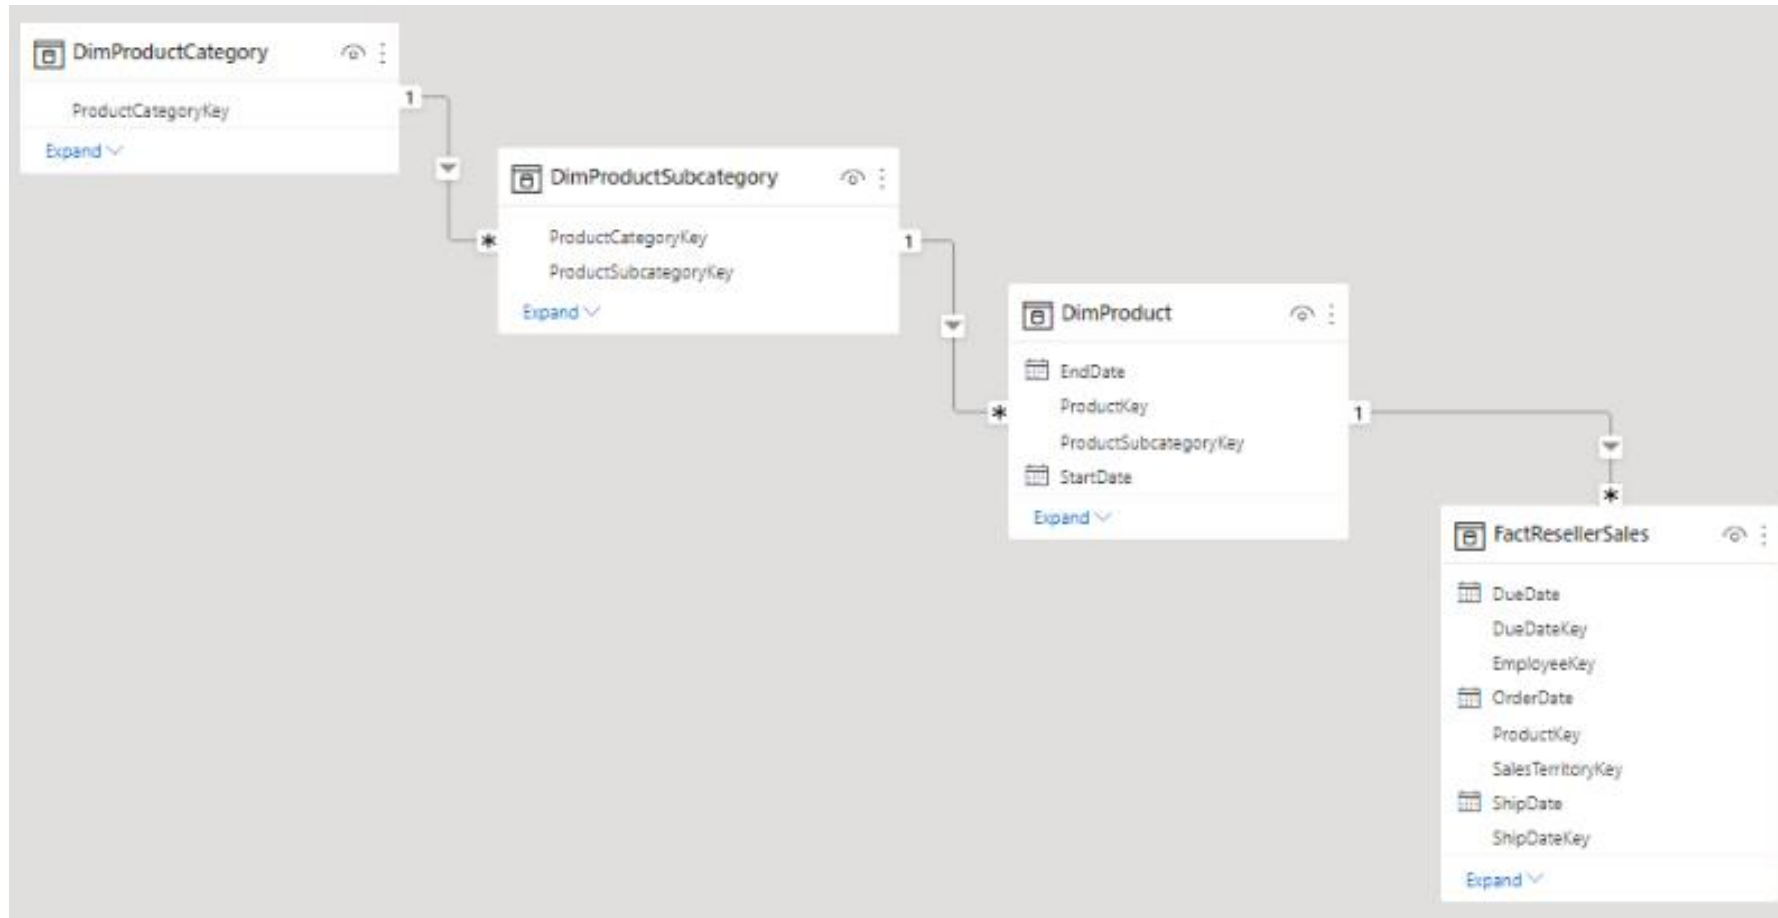 DimProductCategory
ProductCategoryKey
Expand
1
*
DimProductSubcategory
ProductCategoryKey
ProductSubcategoryKey
Expand
1
*
DimProduct
EndDate
ProductKey
ProductSubcategoryKey
StartDate
Expand
1
*
FactResellerSales
DueDate
DueDateKey
EmployeeKey
OrderDate
ProductKey
SalesTerritoryKey
ShipDate
ShipDateKey
Expand